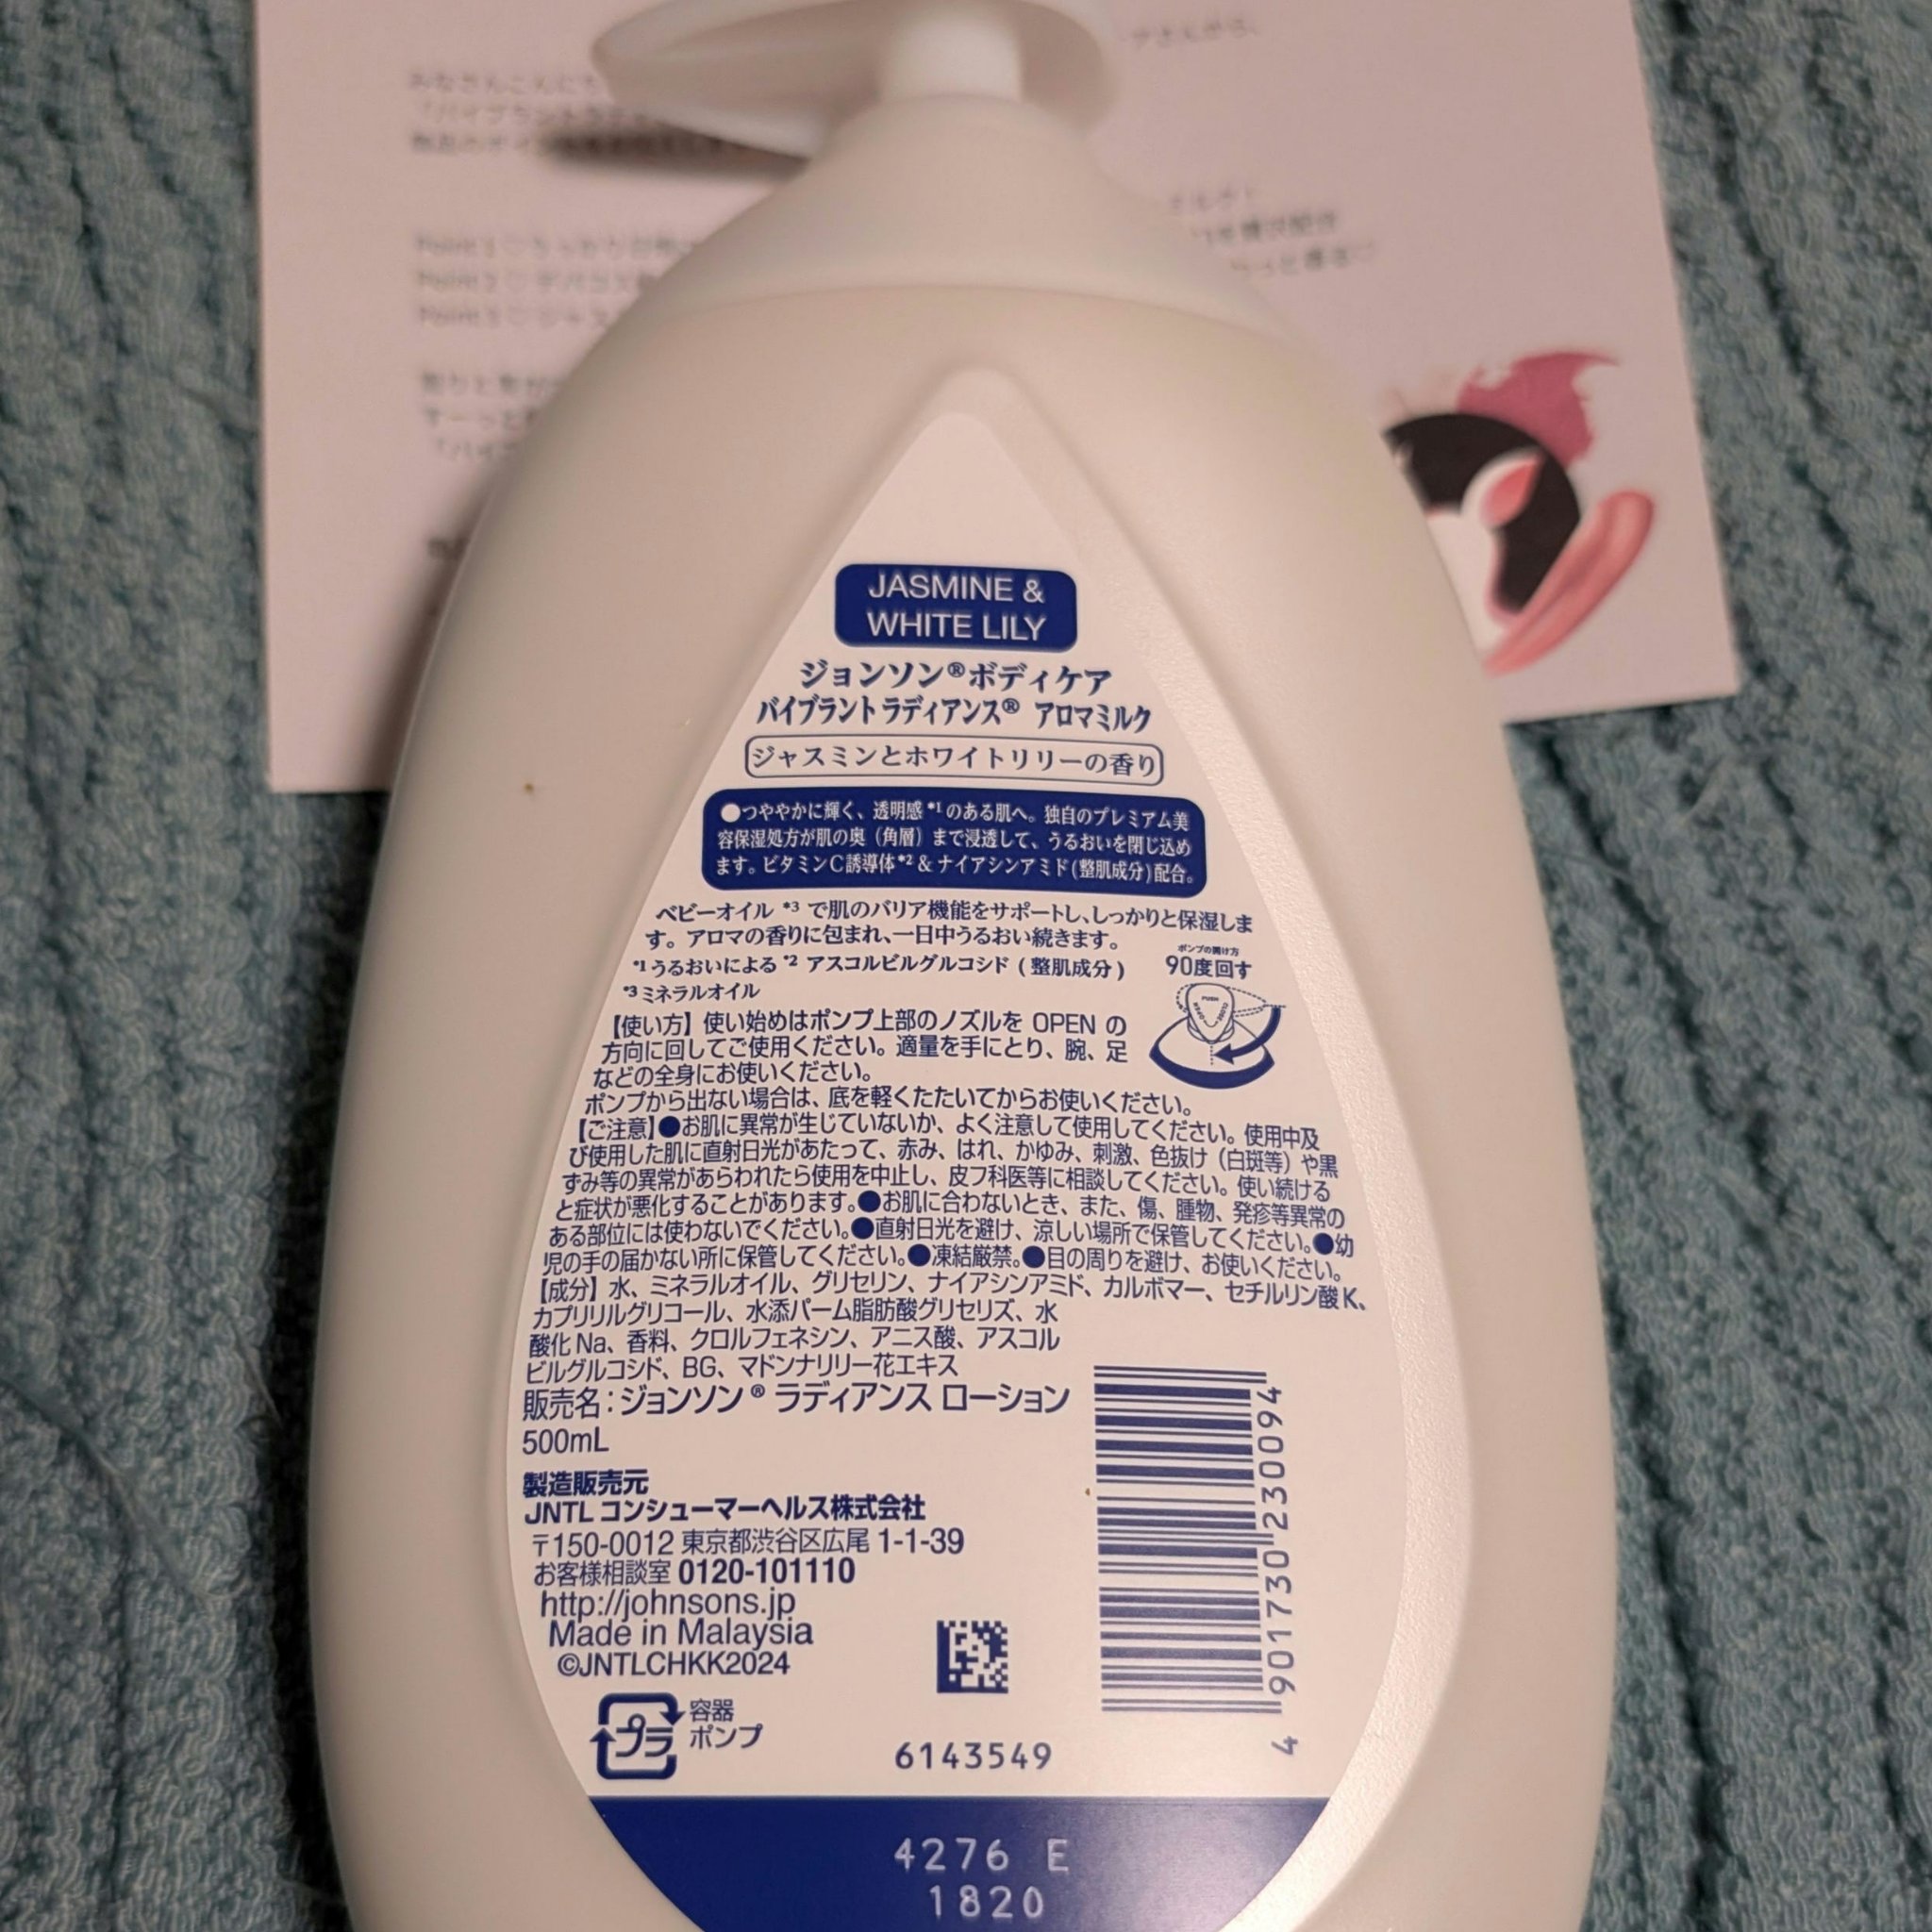 Point 1
Point 2
Point 3
JASMINE &
WHITE LILY
ジョンソン®ボディケア
バイブラントラディアンス® アロマミルク
ジャスミンとホワイトリリーの香り
●つややかに輝く、透明感*1のある肌へ。独自のプレミアム美
容保湿処方が肌の奥（角層）まで浸透して、うるおいを閉じ込め
ます。ビタミンC誘導体*2 & ナイアシンアミド(整肌成分)配合。
ベビーオイル *3 で肌のバリア機能をサポートし、しっかりと保湿しま
す。アロマの香りに包まれ、一日中うるおい続きます。
*1 うるおいによる *2 アスコルビルグルコシド ( 整肌成分 )
*3 ミネラルオイル
ポンプの開け方
90度回す
PUSH
【使い方】使い始めはポンプ上部のノズルを OPEN の
方向に回してご使用ください。適量を手にとり、腕、足
などの全身にお使いください。
ポンプから出ない場合は、底を軽くたたいてからお使いください。
【ご注意】●お肌に異常が生じていないか、よく注意して使用してください。使用中及
び使用した肌に直射日光があたって、赤み、はれ、かゆみ、刺激、色抜け（白斑等）や黒
ずみ等の異常があらわれたら使用を中止し、皮フ科医等に相談してください。使い続ける
と症状が悪化することがあります。●お肌に合わないとき、また、傷、腫物、発疹等異常の
ある部位には使わないでください。●直射日光を避け、涼しい場所で保管してください。●幼
児の手の届かない所に保管してください。●凍結厳禁。●目の周りを避け、お使いください。
【成分】水、ミネラルオイル、グリセリン、ナイアシンアミド、カルボマー、セチルリン酸K、
カプリリルグリコール、水添パーム脂肪酸グリセリズ、水
酸化Na、香料、クロルフェネシン、アニス酸、アスコル
ビルグルコシド、BG、マドンナリリー花エキス
販売名：ジョンソン® ラディアンス ローション
500mL
製造販売元
JNTL コンシューマーヘルス株式会社
〒150-0012 東京都渋谷区広尾 1-1-39
お客様相談室 0120-101110
http://johnsons.jp
Made in Malaysia
©JNTLCHKK2024
プラ
容器
ポンプ
6143549
4 901730 230094
4276 E
1820